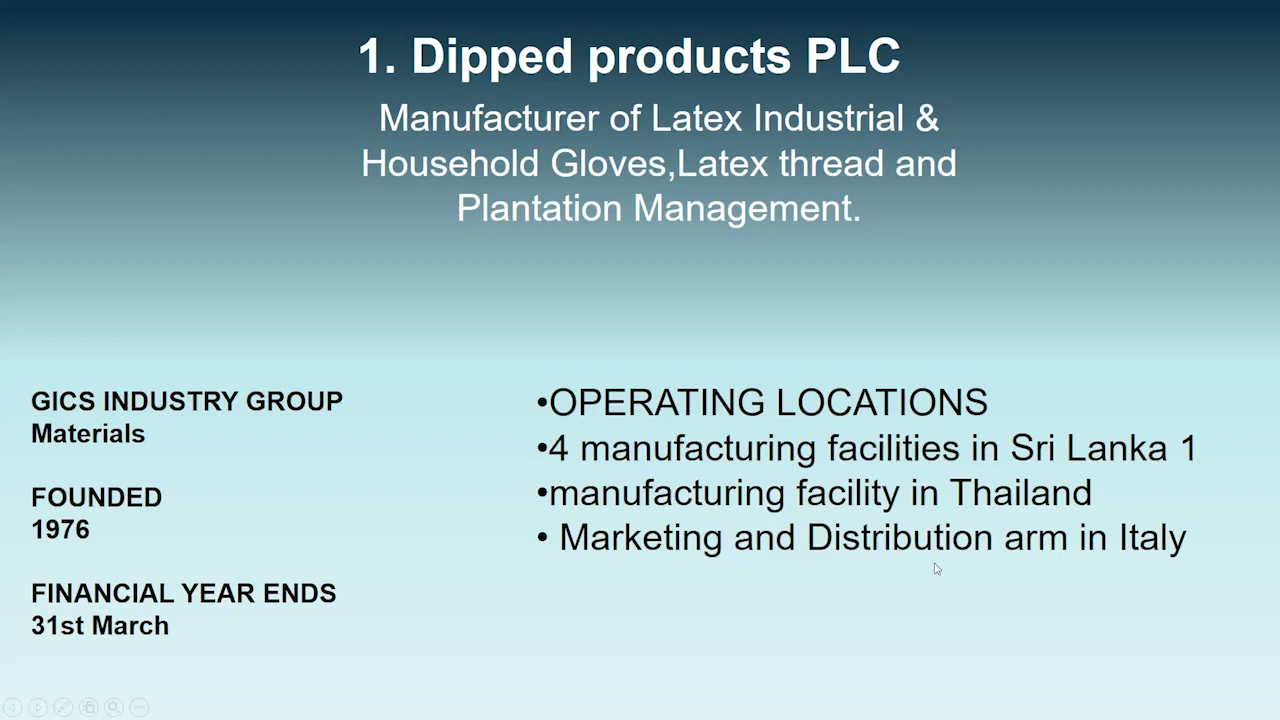 1. Dipped products PLC
Manufacturer of Latex Industrial &
Household Gloves,Latex thread and
Plantation Management.
GICS INDUSTRY GROUP
Materials
FOUNDED
1976
FINANCIAL YEAR ENDS
31st March
•OPERATING LOCATIONS
•4 manufacturing facilities in Sri Lanka 1
•manufacturing facility in Thailand
• Marketing and Distribution arm in Italy